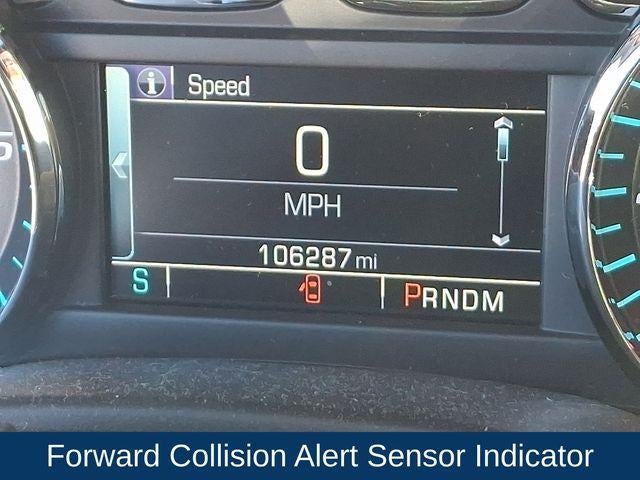 Speed
0
MPH
106287 mi
S PRNDM
Forward Collision Alert Sensor Indicator